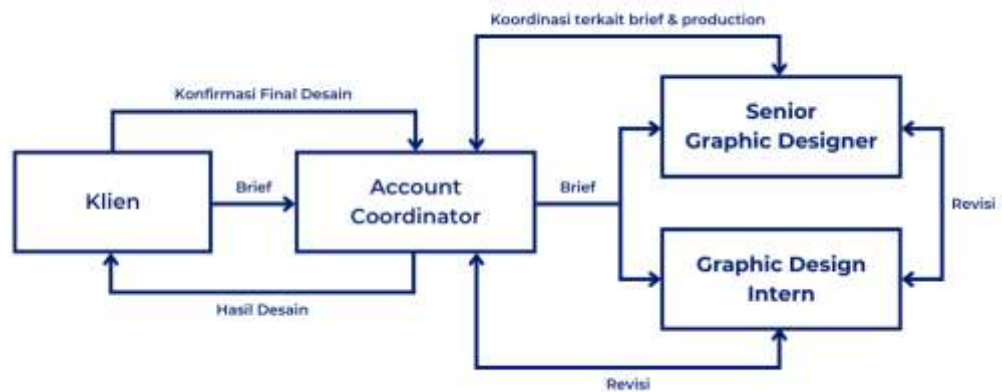 Koordinasi terkait brief & production
Konfirmasi Final Desain
Senior
Graphic Designer
Klien
Brief
Account
Coordinator
Brief
Revisi
Graphic Design
Intern
Hasil Desain
Revisi